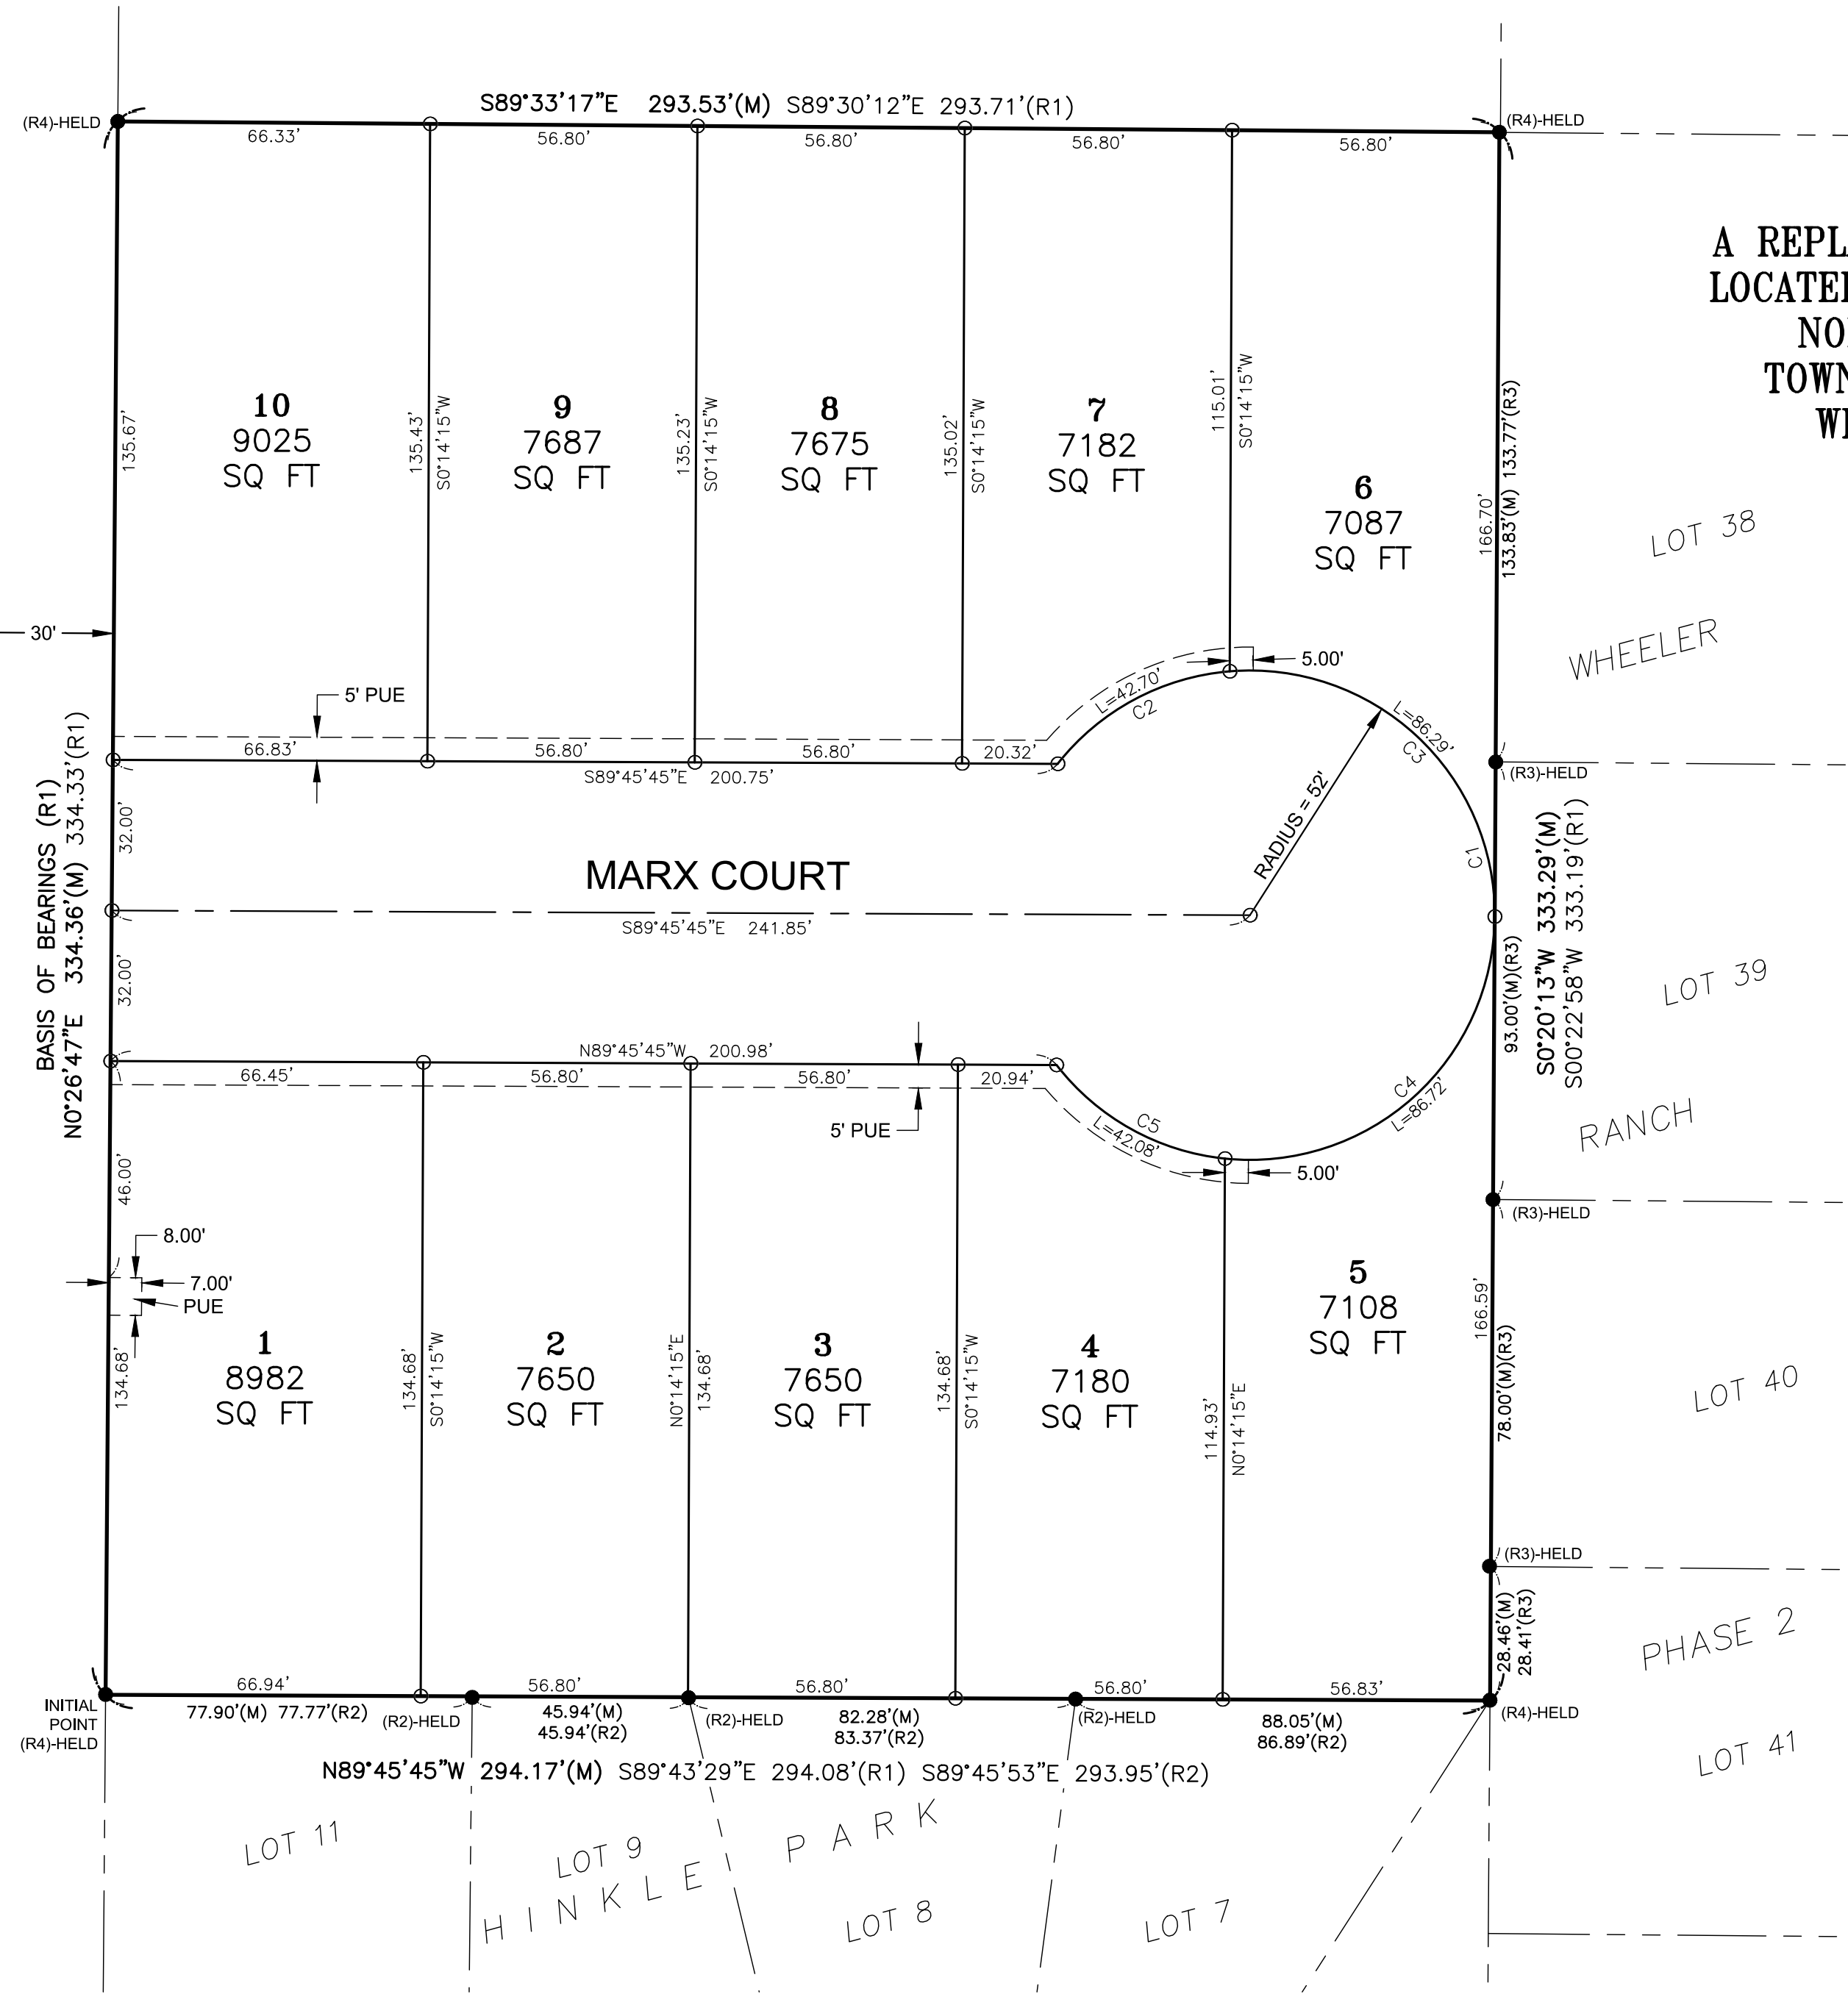 S89°33'17"E 293.53'(M) S89°30'12"E 293.71'(R1)
(R4)-HELD
(R4)-HELD
66.33'
56.80'
56.80'
56.80'
56.80'
A REPL
LOCATE
NO
TOWN
W
135.67'
10
9025
SQ FT
135.43'
S0°14'15"W
9
7687
SQ FT
135.23'
S0°14'15"W
8
7675
SQ FT
135.02'
S0°14'15"W
7
7182
SQ FT
115.01'
S0°14'15"W
6
7087
SQ FT
166.70'
133.83'(M) 133.77'(R3)
LOT 38
WHEELER
30'
5' PUE
5.00'
L=42.70'
C2
L=86.29'
C3
66.83'
56.80'
56.80'
20.32'
S89°45'45"E 200.75'
(R3)-HELD
RADIUS = 52'
C1
BASIS OF BEARINGS (R1)
N0°26'47"E 334.36'(M) 334.33'(R1)
32.00'
MARX COURT
S89°45'45"E 241.85'
32.00'
93.00'(M)(R3)
S0°20'13"W 333.29'(M)
S00°22'58"W 333.19'(R1)
LOT 39
RANCH
N89°45'45"W 200.98'
66.45'
56.80'
56.80'
20.94'
5' PUE
C5
L=42.08'
C4
L=86.72'
5.00'
46.00'
(R3)-HELD
8.00'
7.00'
PUE
134.68'
1
8982
SQ FT
134.68'
S0°14'15"W
2
7650
SQ FT
N0°14'15"E
134.68'
3
7650
SQ FT
134.68'
S0°14'15"W
4
7180
SQ FT
114.93'
N0°14'15"E
5
7108
SQ FT
166.59'
78.00'(M)(R3)
LOT 40
(R3)-HELD
28.46'(M)
28.41'(R3)
PHASE 2
LOT 41
INITIAL
POINT
(R4)-HELD
66.94'
56.80'
56.80'
56.80'
56.83'
77.90'(M) 77.77'(R2)
(R2)-HELD
45.94'(M)
45.94'(R2)
(R2)-HELD
82.28'(M)
83.37'(R2)
(R2)-HELD
88.05'(M)
86.89'(R2)
(R4)-HELD
N89°45'45"W 294.17'(M) S89°43'29"E 294.08'(R1) S89°45'53"E 293.95'(R2)
LOT 11
LOT 9
HINKLE PARK
LOT 8
LOT 7